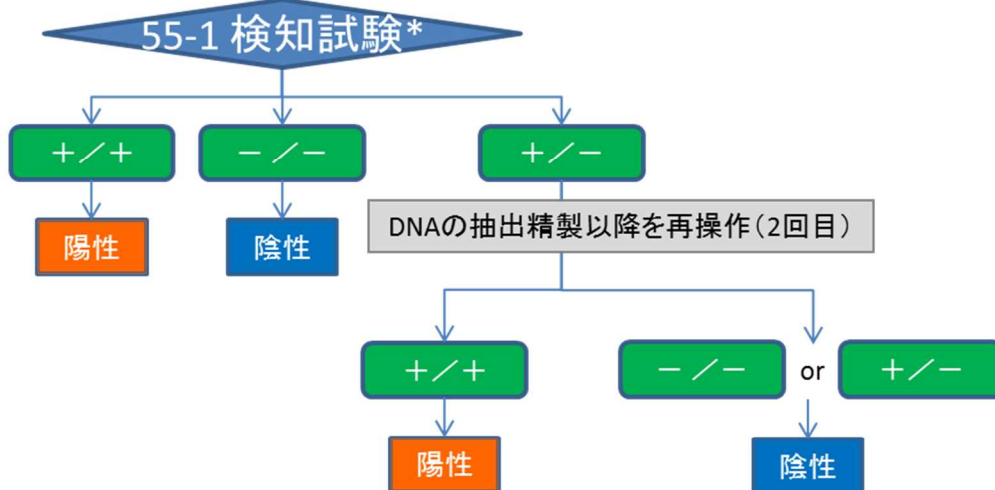 55-1 検知試験*
＋／＋
－／－
＋／－
陽性
陰性
DNAの抽出精製以降を再操作（2回目）
＋／＋
－／－ or ＋／－
陽性
陰性